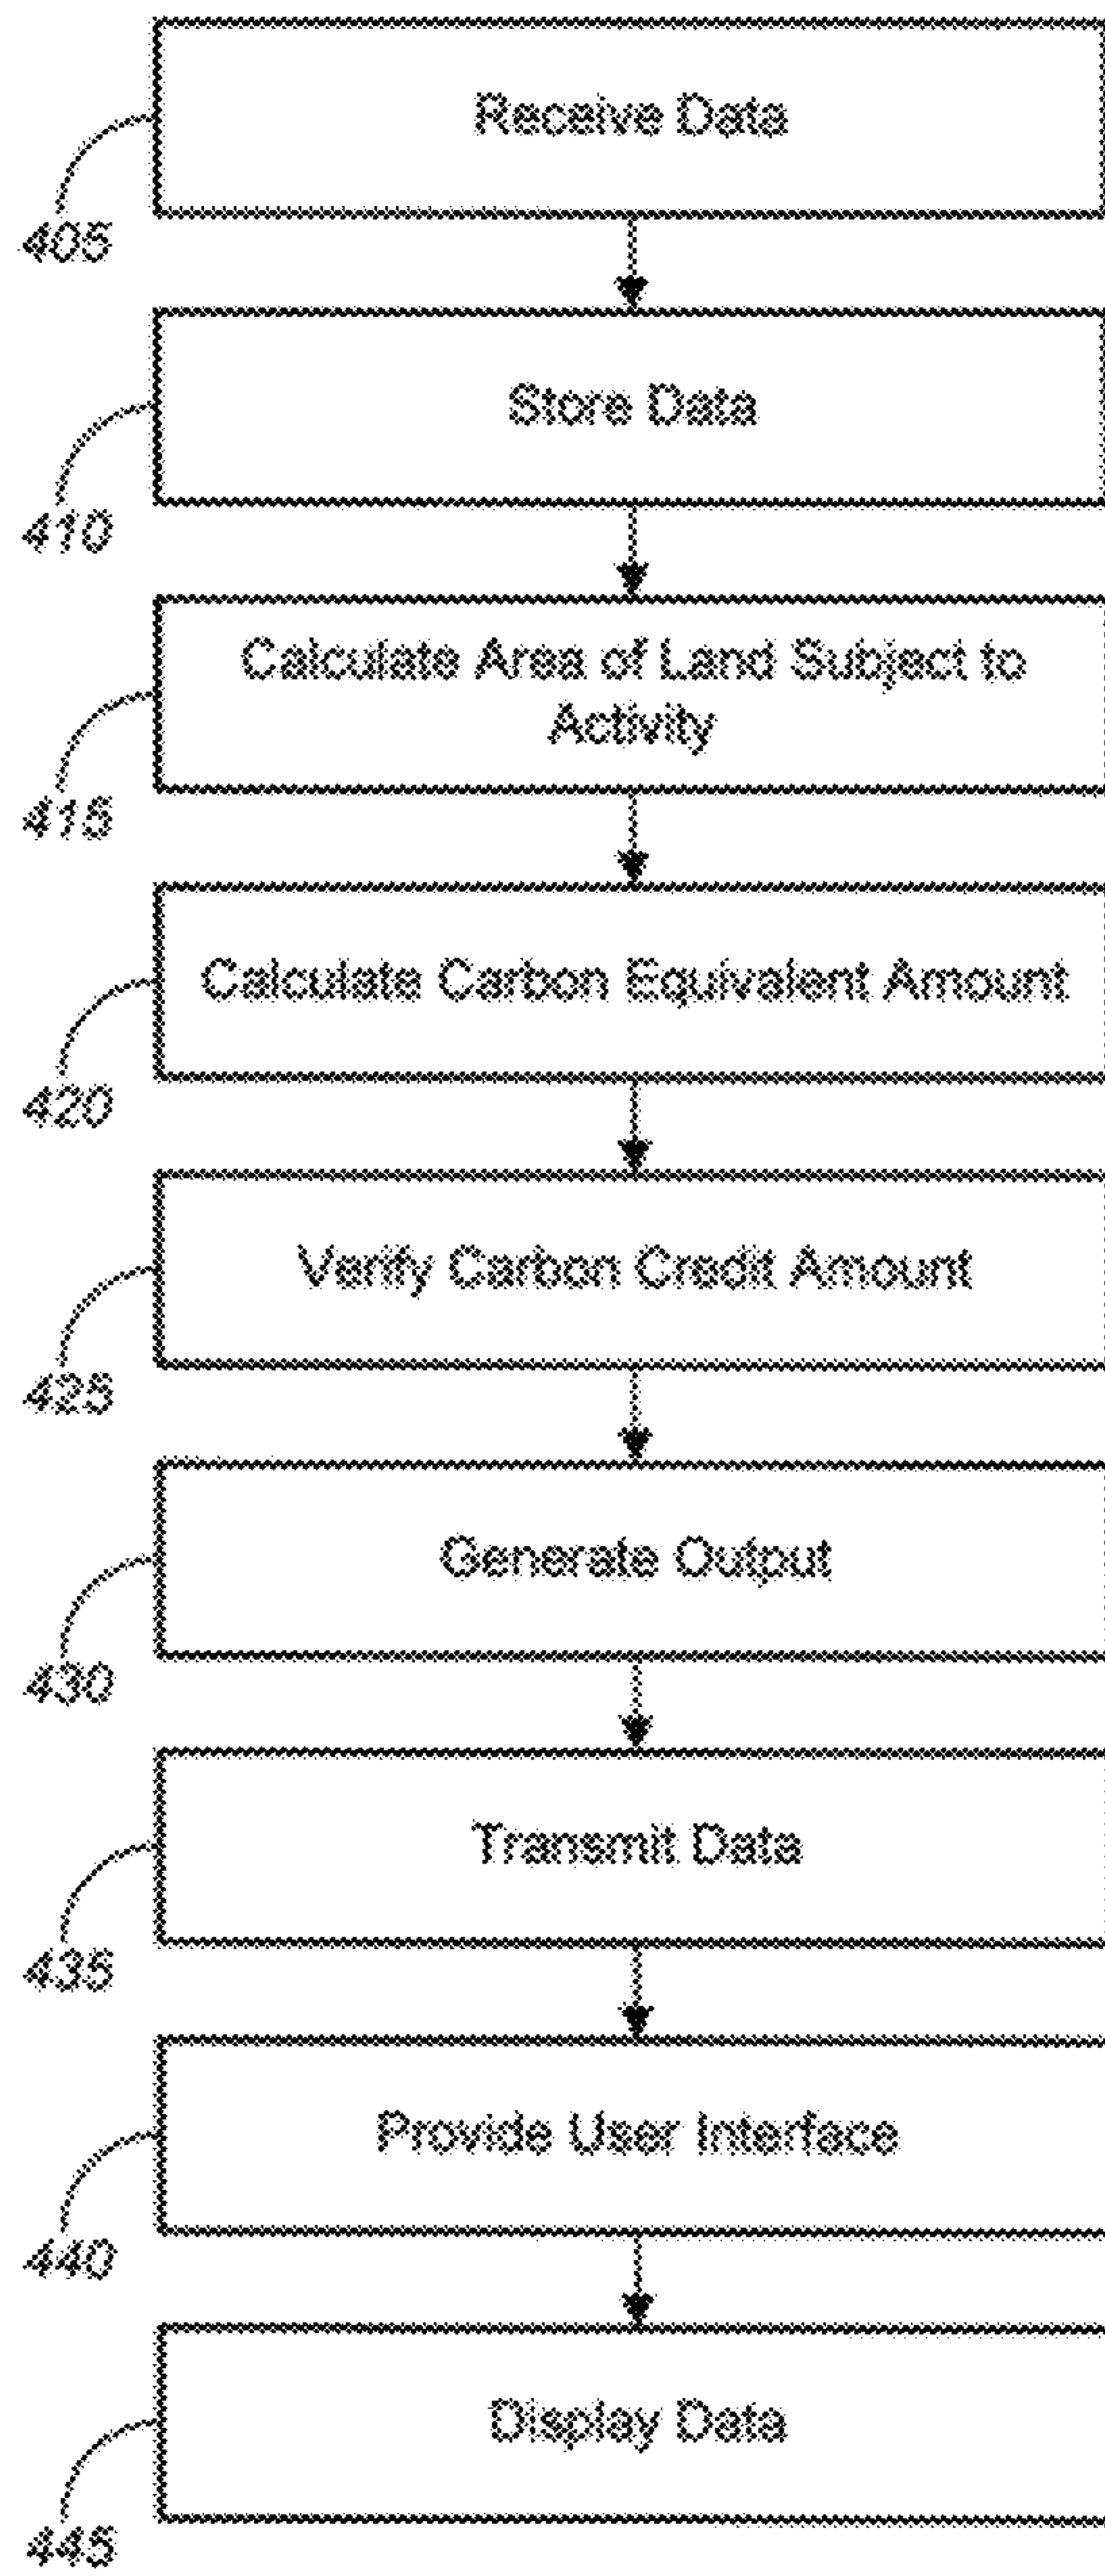 Receive Data
405
Store Data
410
Calculate Area of Land Subject to
Activity
415
Calculate Carbon Equivalent Amount
420
Verify Carbon Credit Amount
425
Generate Output
430
Transmit Data
435
Provide User Interface
440
Display Data
445